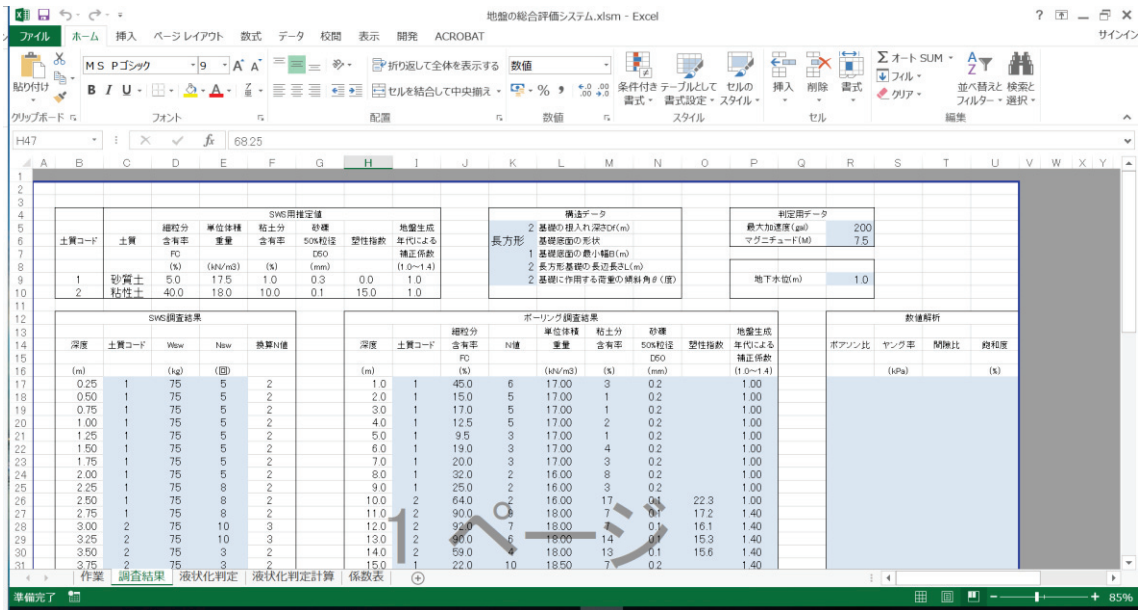 地盤の総合評価システム.xlsm - Excel
ファイル ホーム 挿入 ページ レイアウト 数式 データ 校閲 表示 開発 ACROBAT サインイン
貼り付け MS Pゴシック 9 折り返して全体を表示する 数値 オート SUM
B I U セルを結合して中央揃え % 条件付き書式 テーブルとして書式設定 セルのスタイル 挿入 削除 書式 フィル クリア 並べ替えと フィルター 検索と 選択
クリップボード フォント 配置 数値 スタイル セル 編集
H47 fx 68.25
A B C D E F G H I J K L M N O P Q R S T U V W X Y
SWS用推定値 構造データ 判定用データ
細粒分 単位体積 粘土分 砂礫 地盤生成 2 基礎の根入れ深さDf(m) 最大加速度(gal) 200
土質コード 土質 含有率 重量 含有率 50%粒径 塑性指数 年代による 長方形 基礎底面の形状 マグニチュード(M) 7.5
FC D50 補正係数 1 基礎底面の最小幅B(m)
(%) (kN/m3) (%) (mm) (1.0~1.4) 2 長方形基礎の長辺長さL(m)
1 砂質土 5.0 17.5 1.0 0.3 0.0 1.0 2 基礎に作用する荷重の傾斜角θ(度) 地下水位(m) 1.0
2 粘性土 40.0 18.0 10.0 0.1 15.0 1.0
SWS調査結果 ボーリング調査結果 数値解析
細粒分 単位体積 粘土分 砂礫 地盤生成
深度 土質コード Wsw Nsw 換算N値 深度 土質コード 含有率 N値 重量 含有率 50%粒径 塑性指数 年代による ポアソン比 ヤング率 間隙比 飽和度
FC D50 補正係数
(m) (kg) (回) (m) (%) (kN/m3) (%) (mm) (1.0~1.4) (kPa) (%)
17 0.25 1 75 5 2 1.0 1 45.0 6 17.00 3 0.2 1.00
18 0.50 1 75 5 2 2.0 1 15.0 5 17.00 1 0.2 1.00
19 0.75 1 75 5 2 3.0 1 17.0 5 17.00 1 0.2 1.00
20 1.00 1 75 5 2 4.0 1 12.5 5 17.00 2 0.2 1.00
21 1.25 1 75 5 2 5.0 1 9.5 3 17.00 1 0.2 1.00
22 1.50 1 75 5 2 6.0 1 19.0 3 17.00 4 0.2 1.00
23 1.75 1 75 5 2 7.0 1 20.0 3 17.00 3 0.2 1.00
24 2.00 1 75 5 2 8.0 1 32.0 2 16.00 8 0.2 1.00
25 2.25 1 75 8 2 9.0 1 25.0 2 16.00 3 0.2 1.00
26 2.50 1 75 8 2 10.0 2 64.0 2 16.00 17 0.1 22.3 1.00
27 2.75 1 75 8 2 11.0 2 90.0 18.00 7 0.1 17.2 1.40
28 3.00 2 75 10 3 12.0 2 92.0 7 18.00 0.1 16.1 1.40
29 3.25 2 75 10 3 13.0 2 90.0 6 18.00 14 0.1 15.3 1.40
30 3.50 2 75 3 2 14.0 2 59.0 4 18.00 13 0.1 15.6 1.40
31 3.75 2 75 3 2 15.0 1 22.0 10 18.50 7 0.2 1.40
1 ページ
作業 調査結果 液状化判定 液状化判定計算 係数表
準備完了 85%